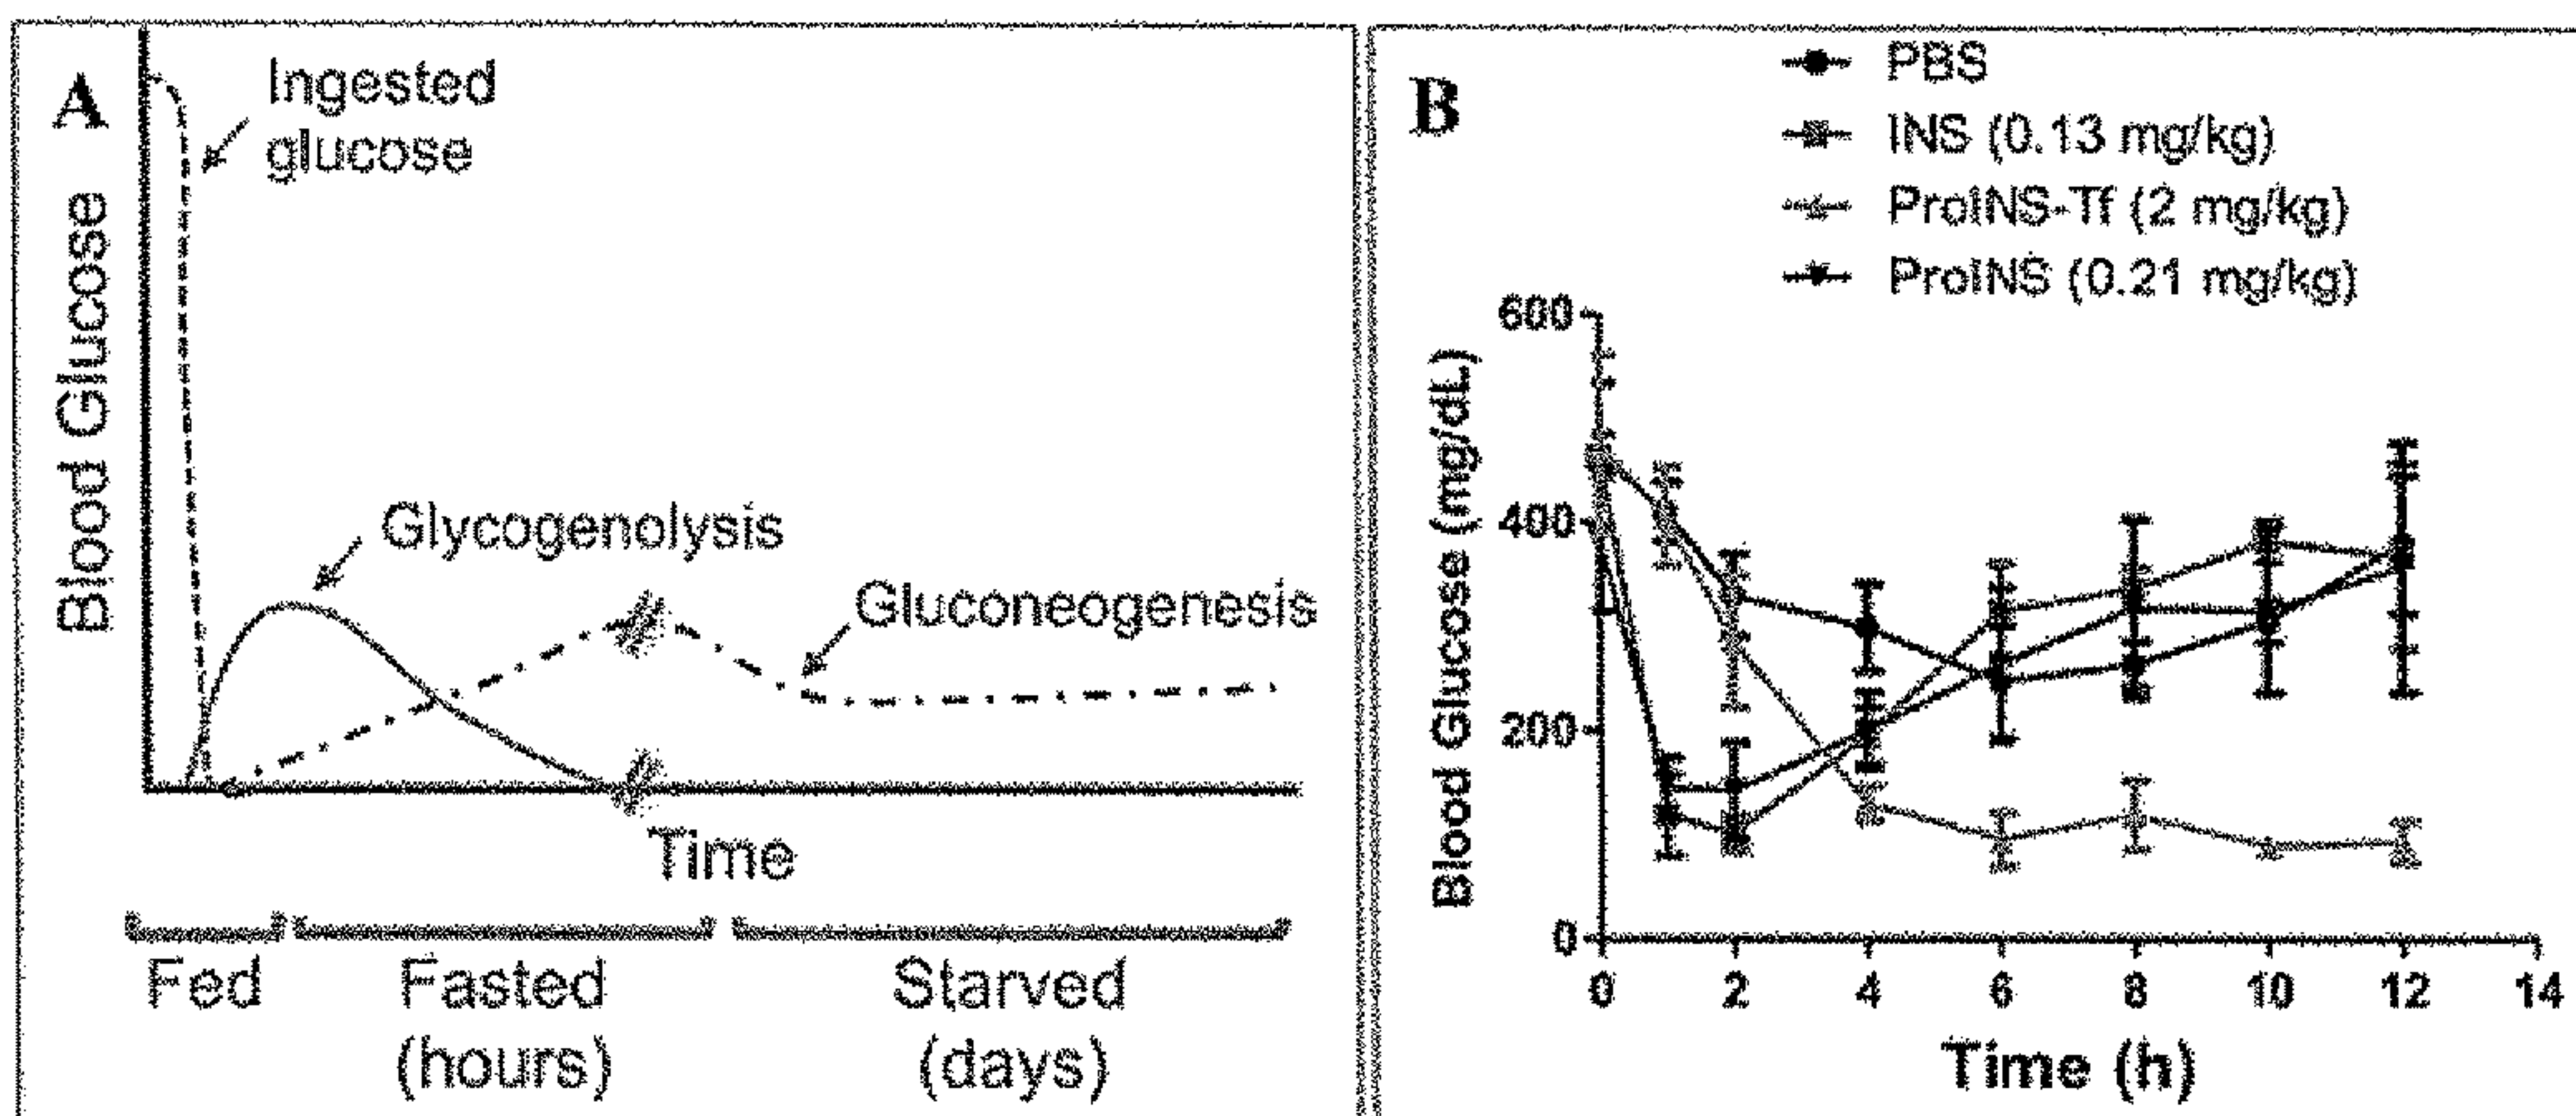 A
Ingested
glucose
Blood Glucose
Glycogenolysis
Gluconeogenesis
Time
Fed
Fasted
(hours)
Starved
(days)
B
PBS
INS (0.13 mg/kg)
ProINS-Tf (2 mg/kg)
ProINS (0.21 mg/kg)
Blood Glucose (mg/dL)
600
400
200
0
0 2 4 6 8 10 12 14
Time (h)